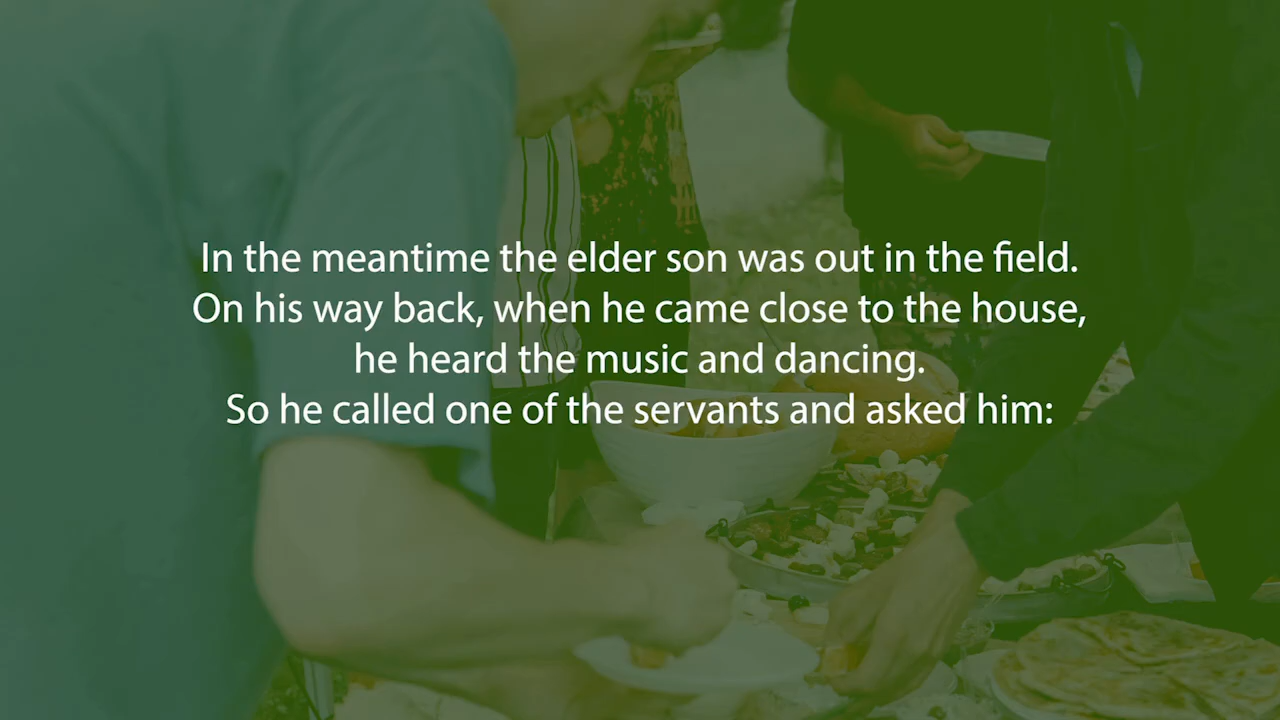 In the meantime the elder son was out in the field.
On his way back, when he came close to the house,
he heard the music and dancing.
So he called one of the servants and asked him: